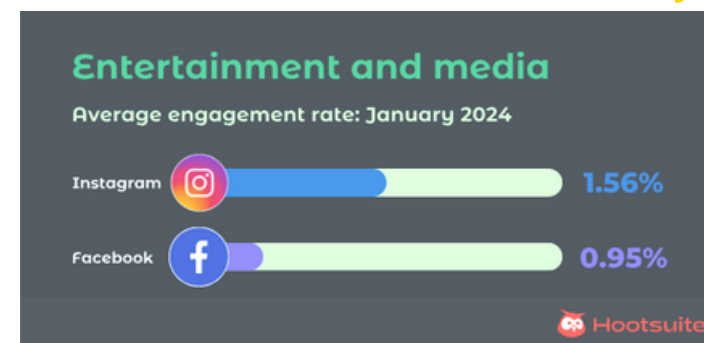 Entertainment and media
Average engagement rate: January 2024
Instagram 1.56%
Facebook 0.95%
Hootsuite